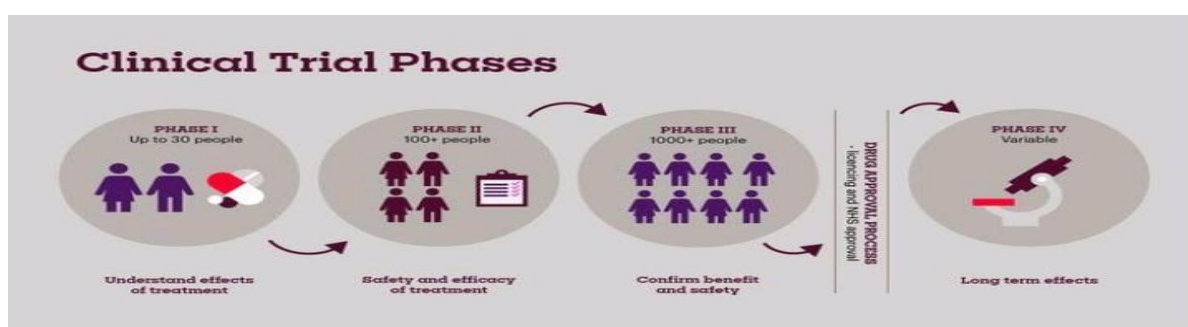 Clinical Trial Phases
PHASE I
Up to 30 people
Understand effects
of treatment
PHASE II
100+ people
Safety and efficacy
of treatment
PHASE III
1000+ people
Confirm benefit
and safety
DRUG APPROVAL PROCESS
- licencing and NHS approval
PHASE IV
Variable
Long term effects